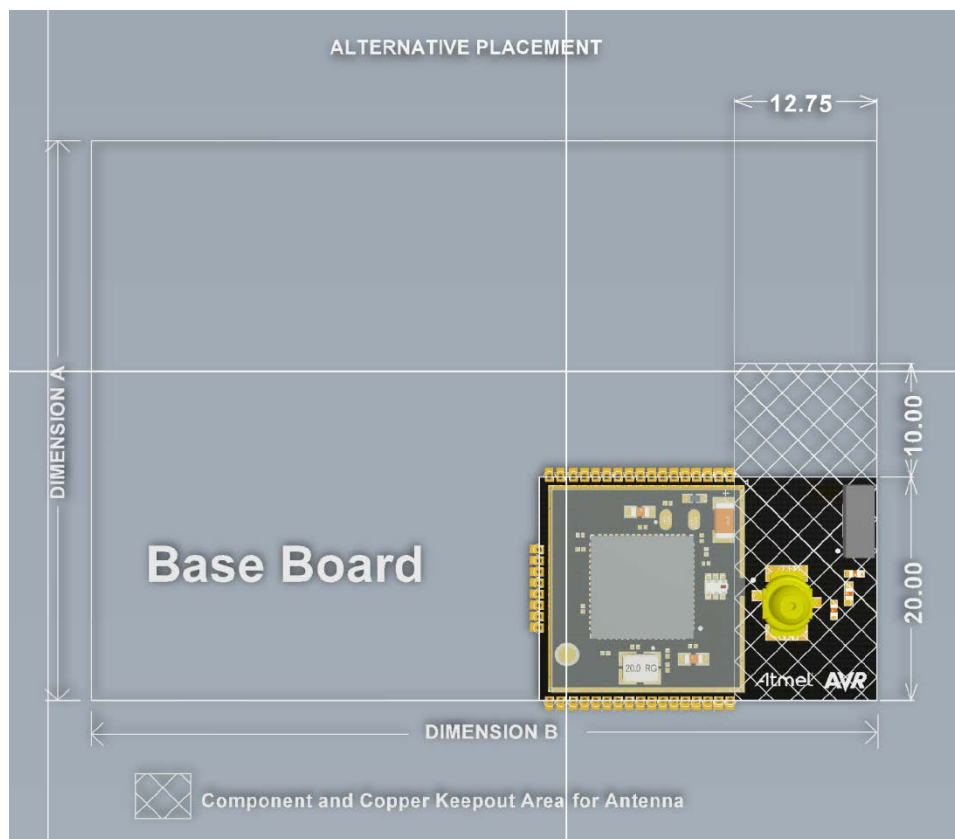 ALTERNATIVE PLACEMENT
12.75
DIMENSION A
10.00
Base Board
20.00
20.0 RG
Atmel AVR
DIMENSION B
Component and Copper Keepout Area for Antenna